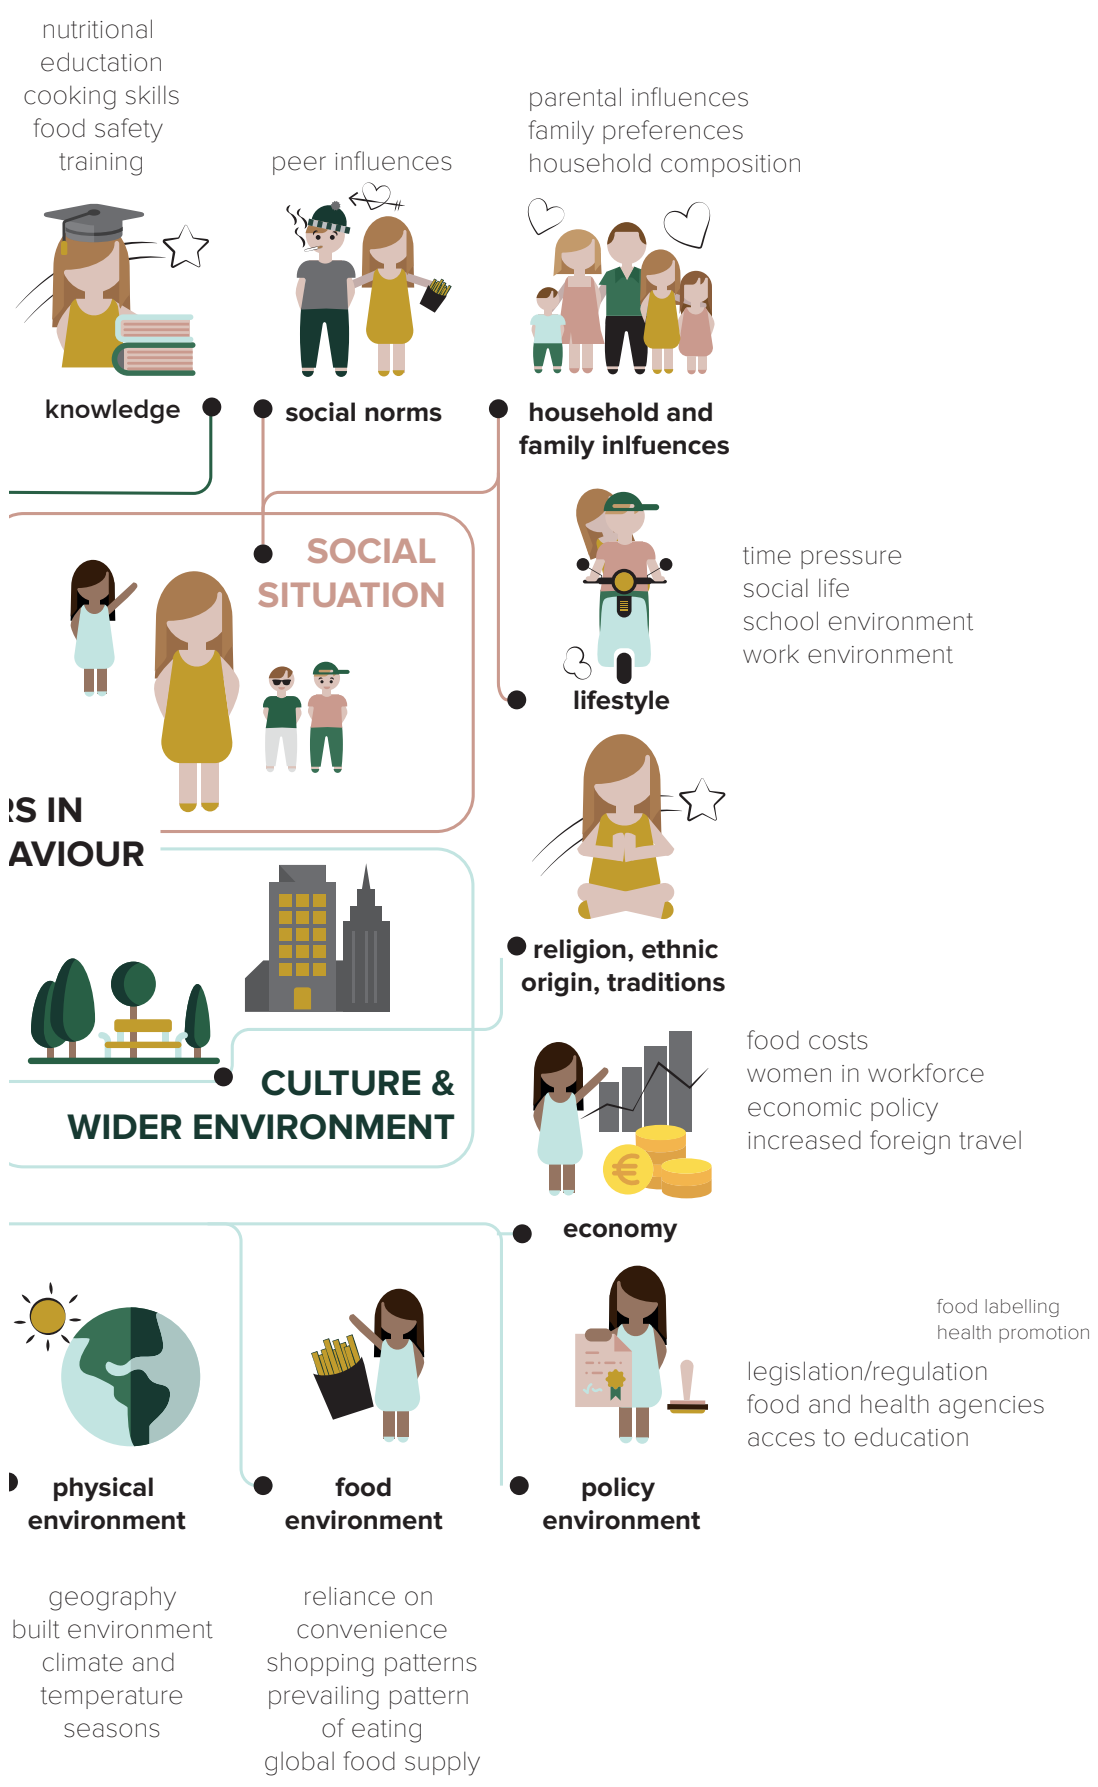 nutritional
eductation
cooking skills
food safety
training
peer influences
parental influences
family preferences
household composition
knowledge
social norms
household and
family inlfuences
SOCIAL
SITUATION
time pressure
social life
school environment
work environment
lifestyle
RS IN
AVIOUR
religion, ethnic
origin, traditions
CULTURE &
WIDER ENVIRONMENT
food costs
women in workforce
economic policy
increased foreign travel
€
economy
food labelling
health promotion
legislation/regulation
food and health agencies
acces to education
physical
environment
food
environment
policy
environment
geography
built environment
climate and
temperature
seasons
reliance on
convenience
shopping patterns
prevailing pattern
of eating
global food supply